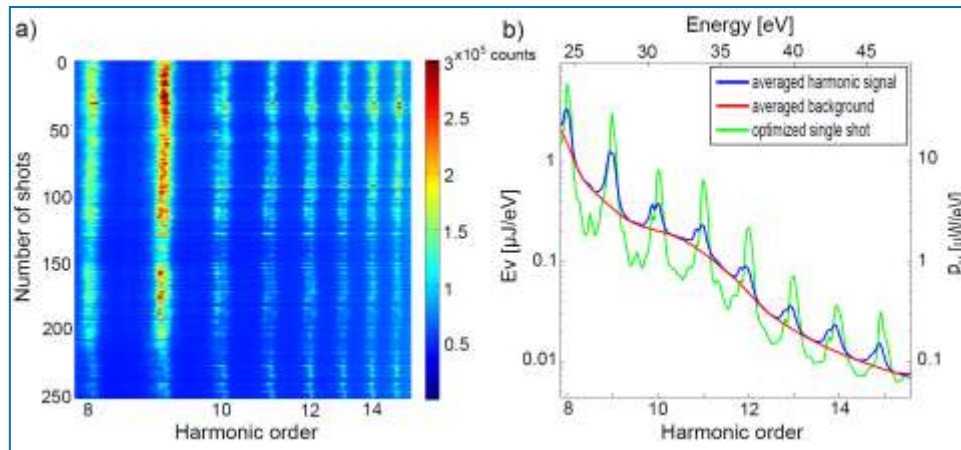 a)
3 x10⁵ counts
2.5
2
1.5
1
0.5
0
50
100
150
200
250
Number of shots
8
10
12
14
Harmonic order
b)
Energy [eV]
25
30
35
40
45
averaged harmonic signal
averaged background
optimized single shot
1
0.1
0.01
Ev [µJ/eV]
10
1
0.1
[µW/eV]
8
10
12
14
Harmonic order